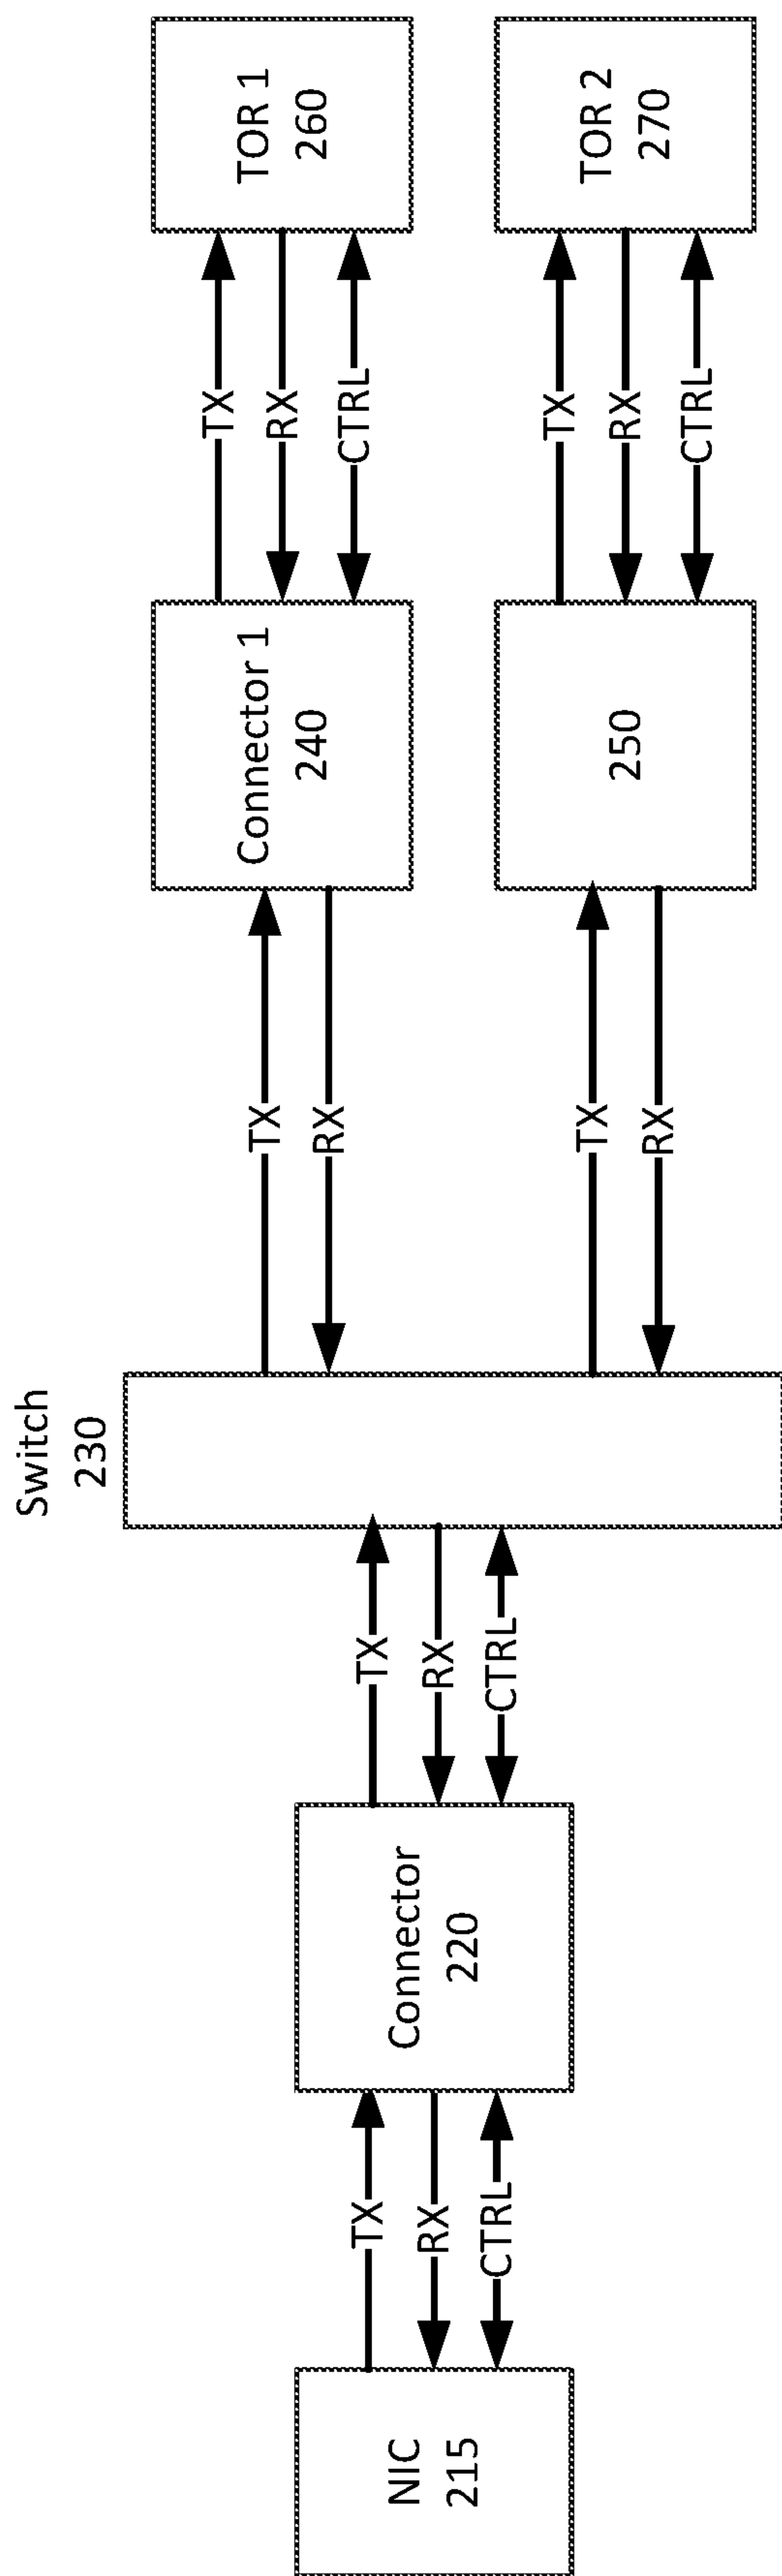 Switch
230
NIC
215
TX
RX
CTRL
Connector
220
TX
RX
CTRL
TX
RX
Connector 1
240
TX
RX
CTRL
TOR 1
260
TX
RX
250
TX
RX
CTRL
TOR 2
270